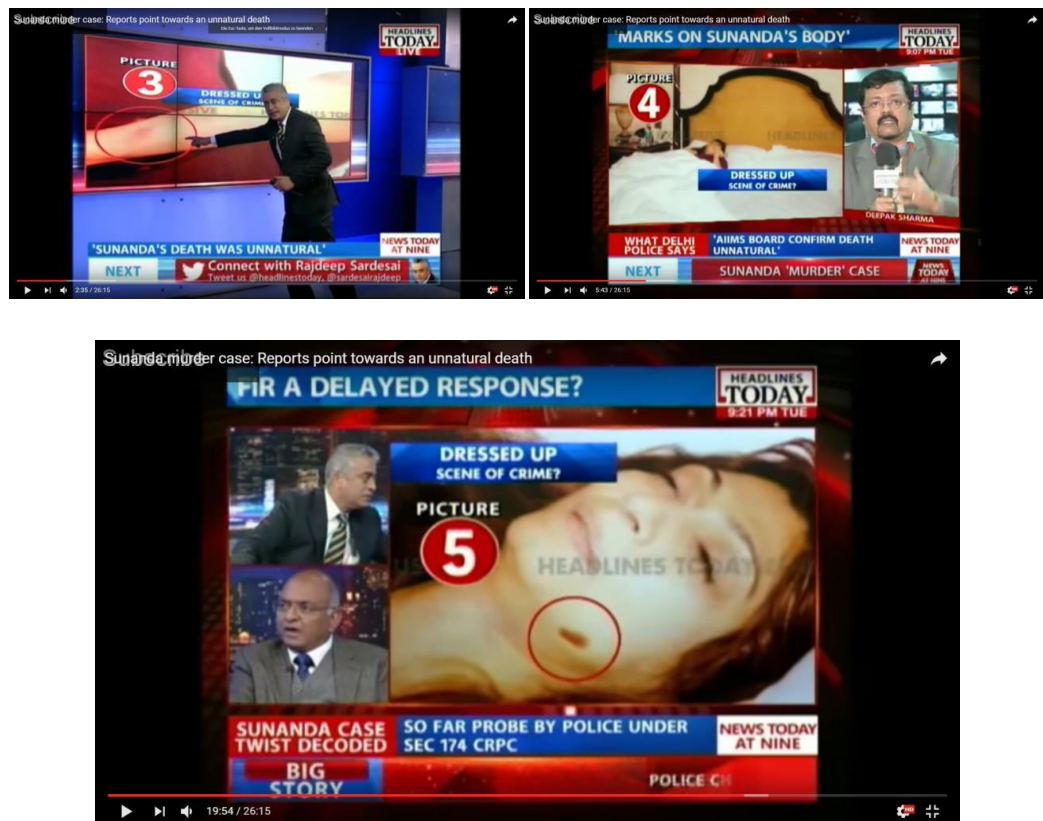 Sunanda murder case: Reports point towards an unnatural death
HEADLINES
TODAY
LIVE
PICTURE
3
DRESSED U
SCENE OF CRIME
'SUNANDA'S DEATH WAS UNNATURAL'
NEWS TODAY
AT NINE
NEXT
Connect with Rajdeep Sardesai
Tweet us @headlinestoday, @sardesairajdeep
2:35 / 26:15
Sunanda murder case: Reports point towards an unnatural death
'MARKS ON SUNANDA'S BODY'
HEADLINES
TODAY
9:07 PM TUE
PICTURE
4
HEADLINES
DRESSED UP
SCENE OF CRIME?
DEEPAK SHARMA
WHAT DELHI
POLICE SAYS
'AIIMS BOARD CONFIRM DEATH
UNNATURAL'
NEWS TODAY
AT NINE
NEXT
SUNANDA 'MURDER' CASE
NEWS
TODAY
AT NINE
5:43 / 26:15
Subscribe
Sunanda murder case: Reports point towards an unnatural death
FIR A DELAYED RESPONSE?
HEADLINES
TODAY
9:21 PM TUE
DRESSED UP
SCENE OF CRIME?
PICTURE
5
HEADLINES TODAY
SUNANDA CASE
TWIST DECODED
SO FAR PROBE BY POLICE UNDER
SEC 174 CRPC
NEWS TODAY
AT NINE
BIG
STORY
POLICE CH
19:54 / 26:15
HD